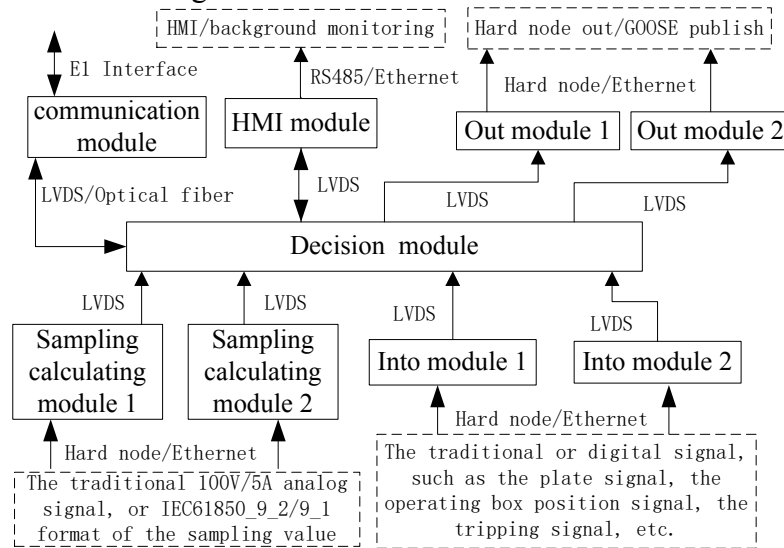 HMI/background monitoring
Hard node out/GOOSE publish
E1 Interface
RS485/Ethernet
Hard node/Ethernet
communication
module
HMI module
Out module 1
Out module 2
LVDS/Optical fiber
LVDS
LVDS
LVDS
Decision module
LVDS
LVDS
LVDS
LVDS
Sampling
calculating
module 1
Sampling
calculating
module 2
Into module 1
Into module 2
Hard node/Ethernet
Hard node/Ethernet
The traditional 100V/5A analog
signal, or IEC61850_9_2/9_1
format of the sampling value
The traditional or digital signal,
such as the plate signal, the
operating box position signal, the
tripping signal, etc.